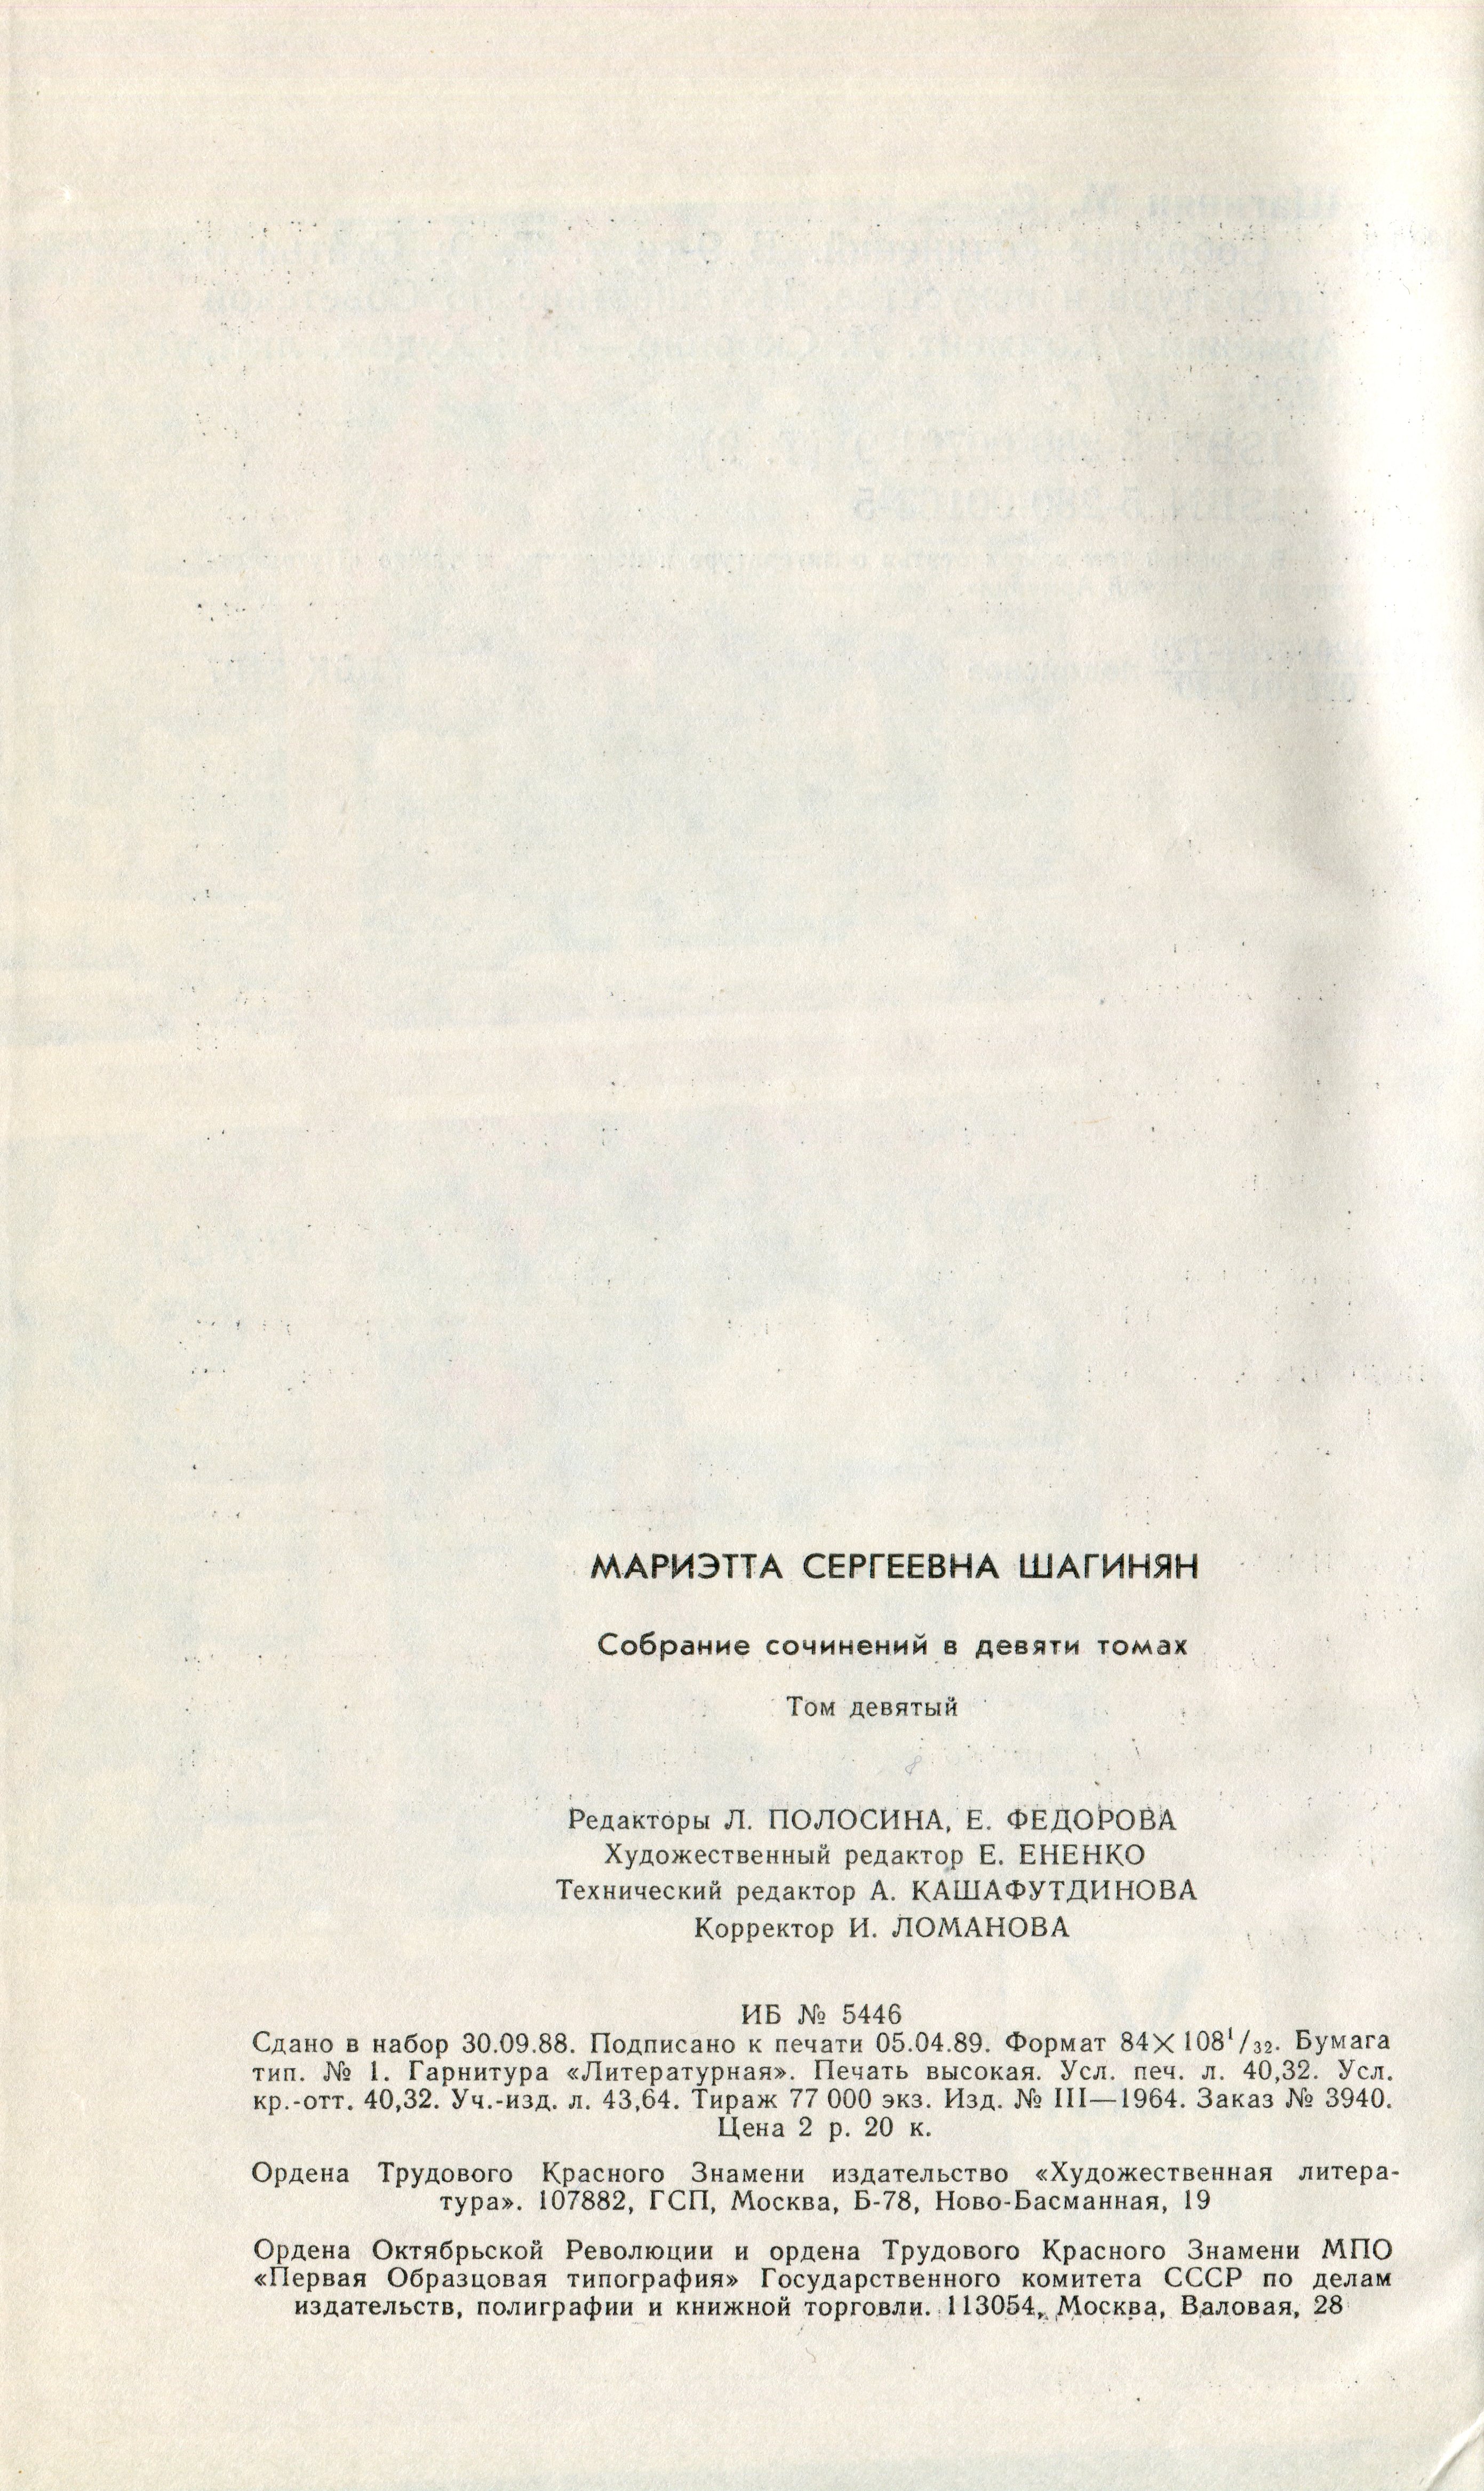 МАРИЭТТА СЕРГЕЕВНА ШАГИНЯН
Собрание сочинений в девяти томах
Том девятый
Редакторы Л. ПОЛОСИНА, Е. ФЕДОРОВА
Художественный редактор Е. ЕНЕНКО
Технический редактор А. КАШАФУТДИНОВА
Корректор И. ЛОМАНОВА
ИБ № 5446
Сдано в набор 30.09.88. Подписано к печати 05.04.89. Формат 84×108¹/₃₂. Бумага
тип. № 1. Гарнитура «Литературная». Печать высокая. Усл. печ. л. 40,32. Усл.
кр.-отт. 40,32. Уч.-изд. л. 43,64. Тираж 77 000 экз. Изд. № III—1964. Заказ № 3940.
Цена 2 р. 20 к.
Ордена Трудового Красного Знамени издательство «Художественная литера-
тура». 107882, ГСП, Москва, Б-78, Ново-Басманная, 19
Ордена Октябрьской Революции и ордена Трудового Красного Знамени МПО
«Первая Образцовая типография» Государственного комитета СССР по делам
издательств, полиграфии и книжной торговли. 113054, Москва, Валовая, 28